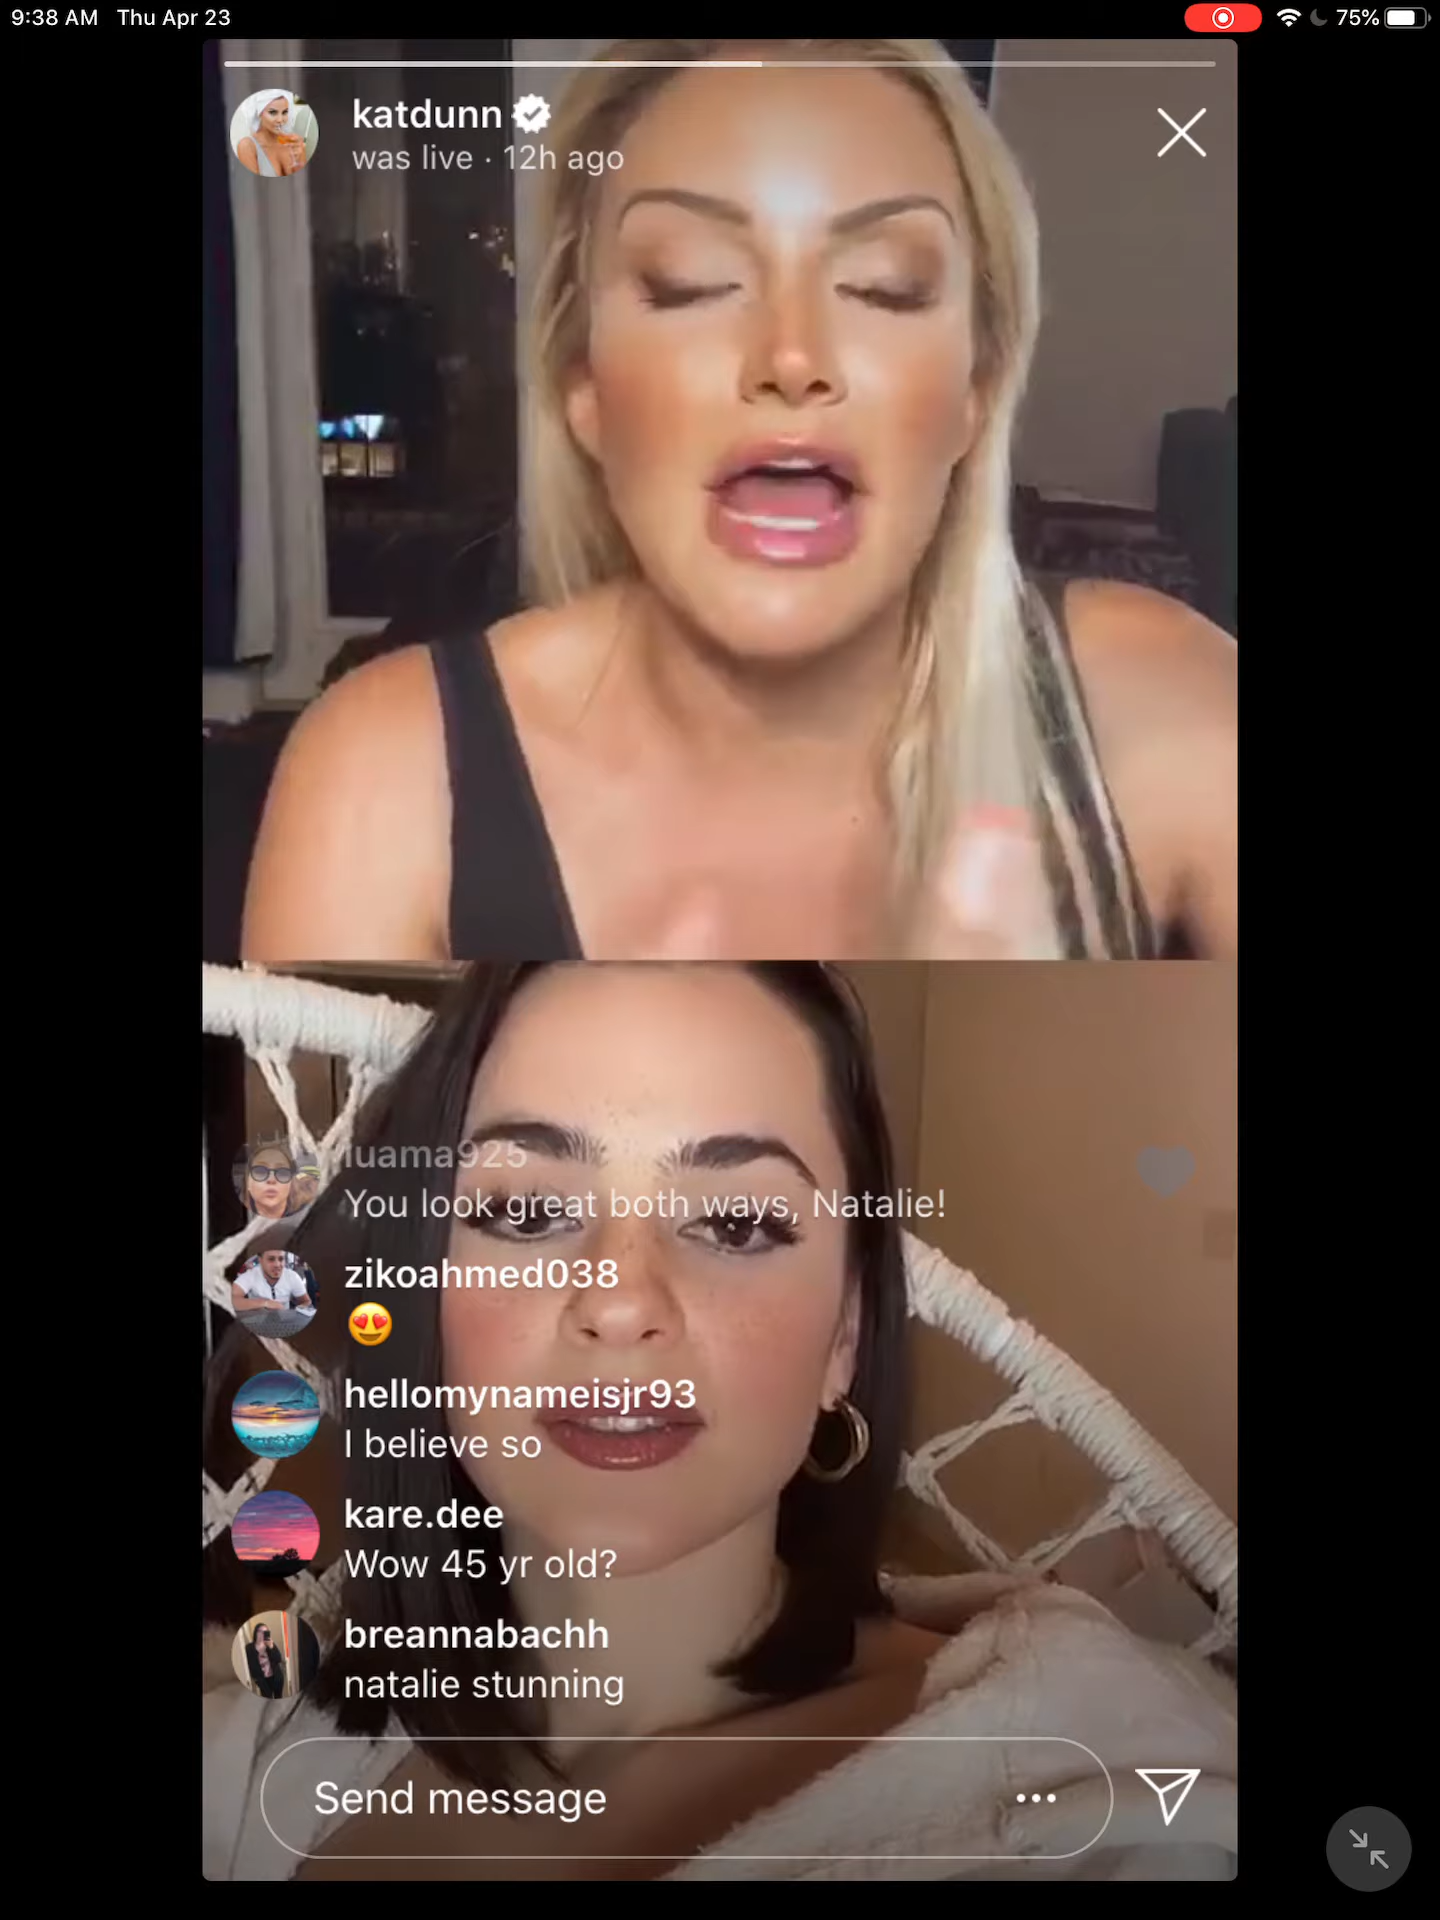 9:38 AM Thu Apr 23
75%
katdunn
was live · 12h ago
luama925
You look great both ways, Natalie!
zikoahmed038
😍
hellomynameisjr93
I believe so
kare.dee
Wow 45 yr old?
breannabachh
natalie stunning
Send message